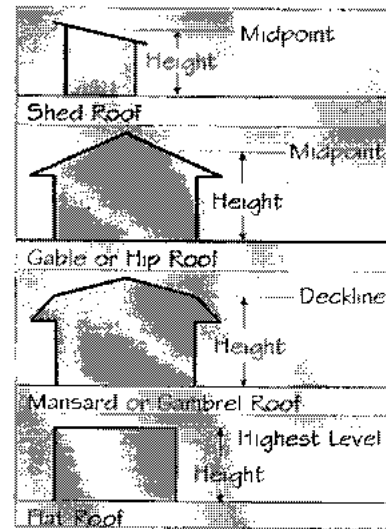 Midpoint
Height
Shed Roof
Midpoint
Height
Gable or Hip Roof
Deckline
Height
Mansard or Gambrel Roof
Highest Level
Height
Flat Roof